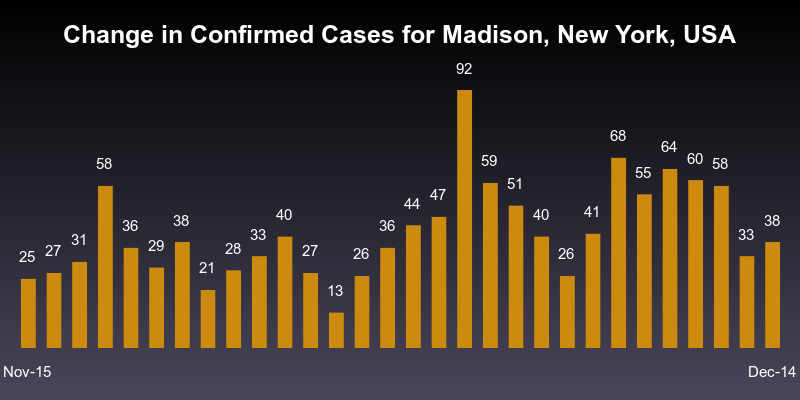 Change in Confirmed Cases for Madison, New York, USA
25 27 31 58 36 29 38 21 28 33 40 27 13 26 36 44 47 92 59 51 40 26 41 68 55 64 60 58 33 38
Nov-15 Dec-14